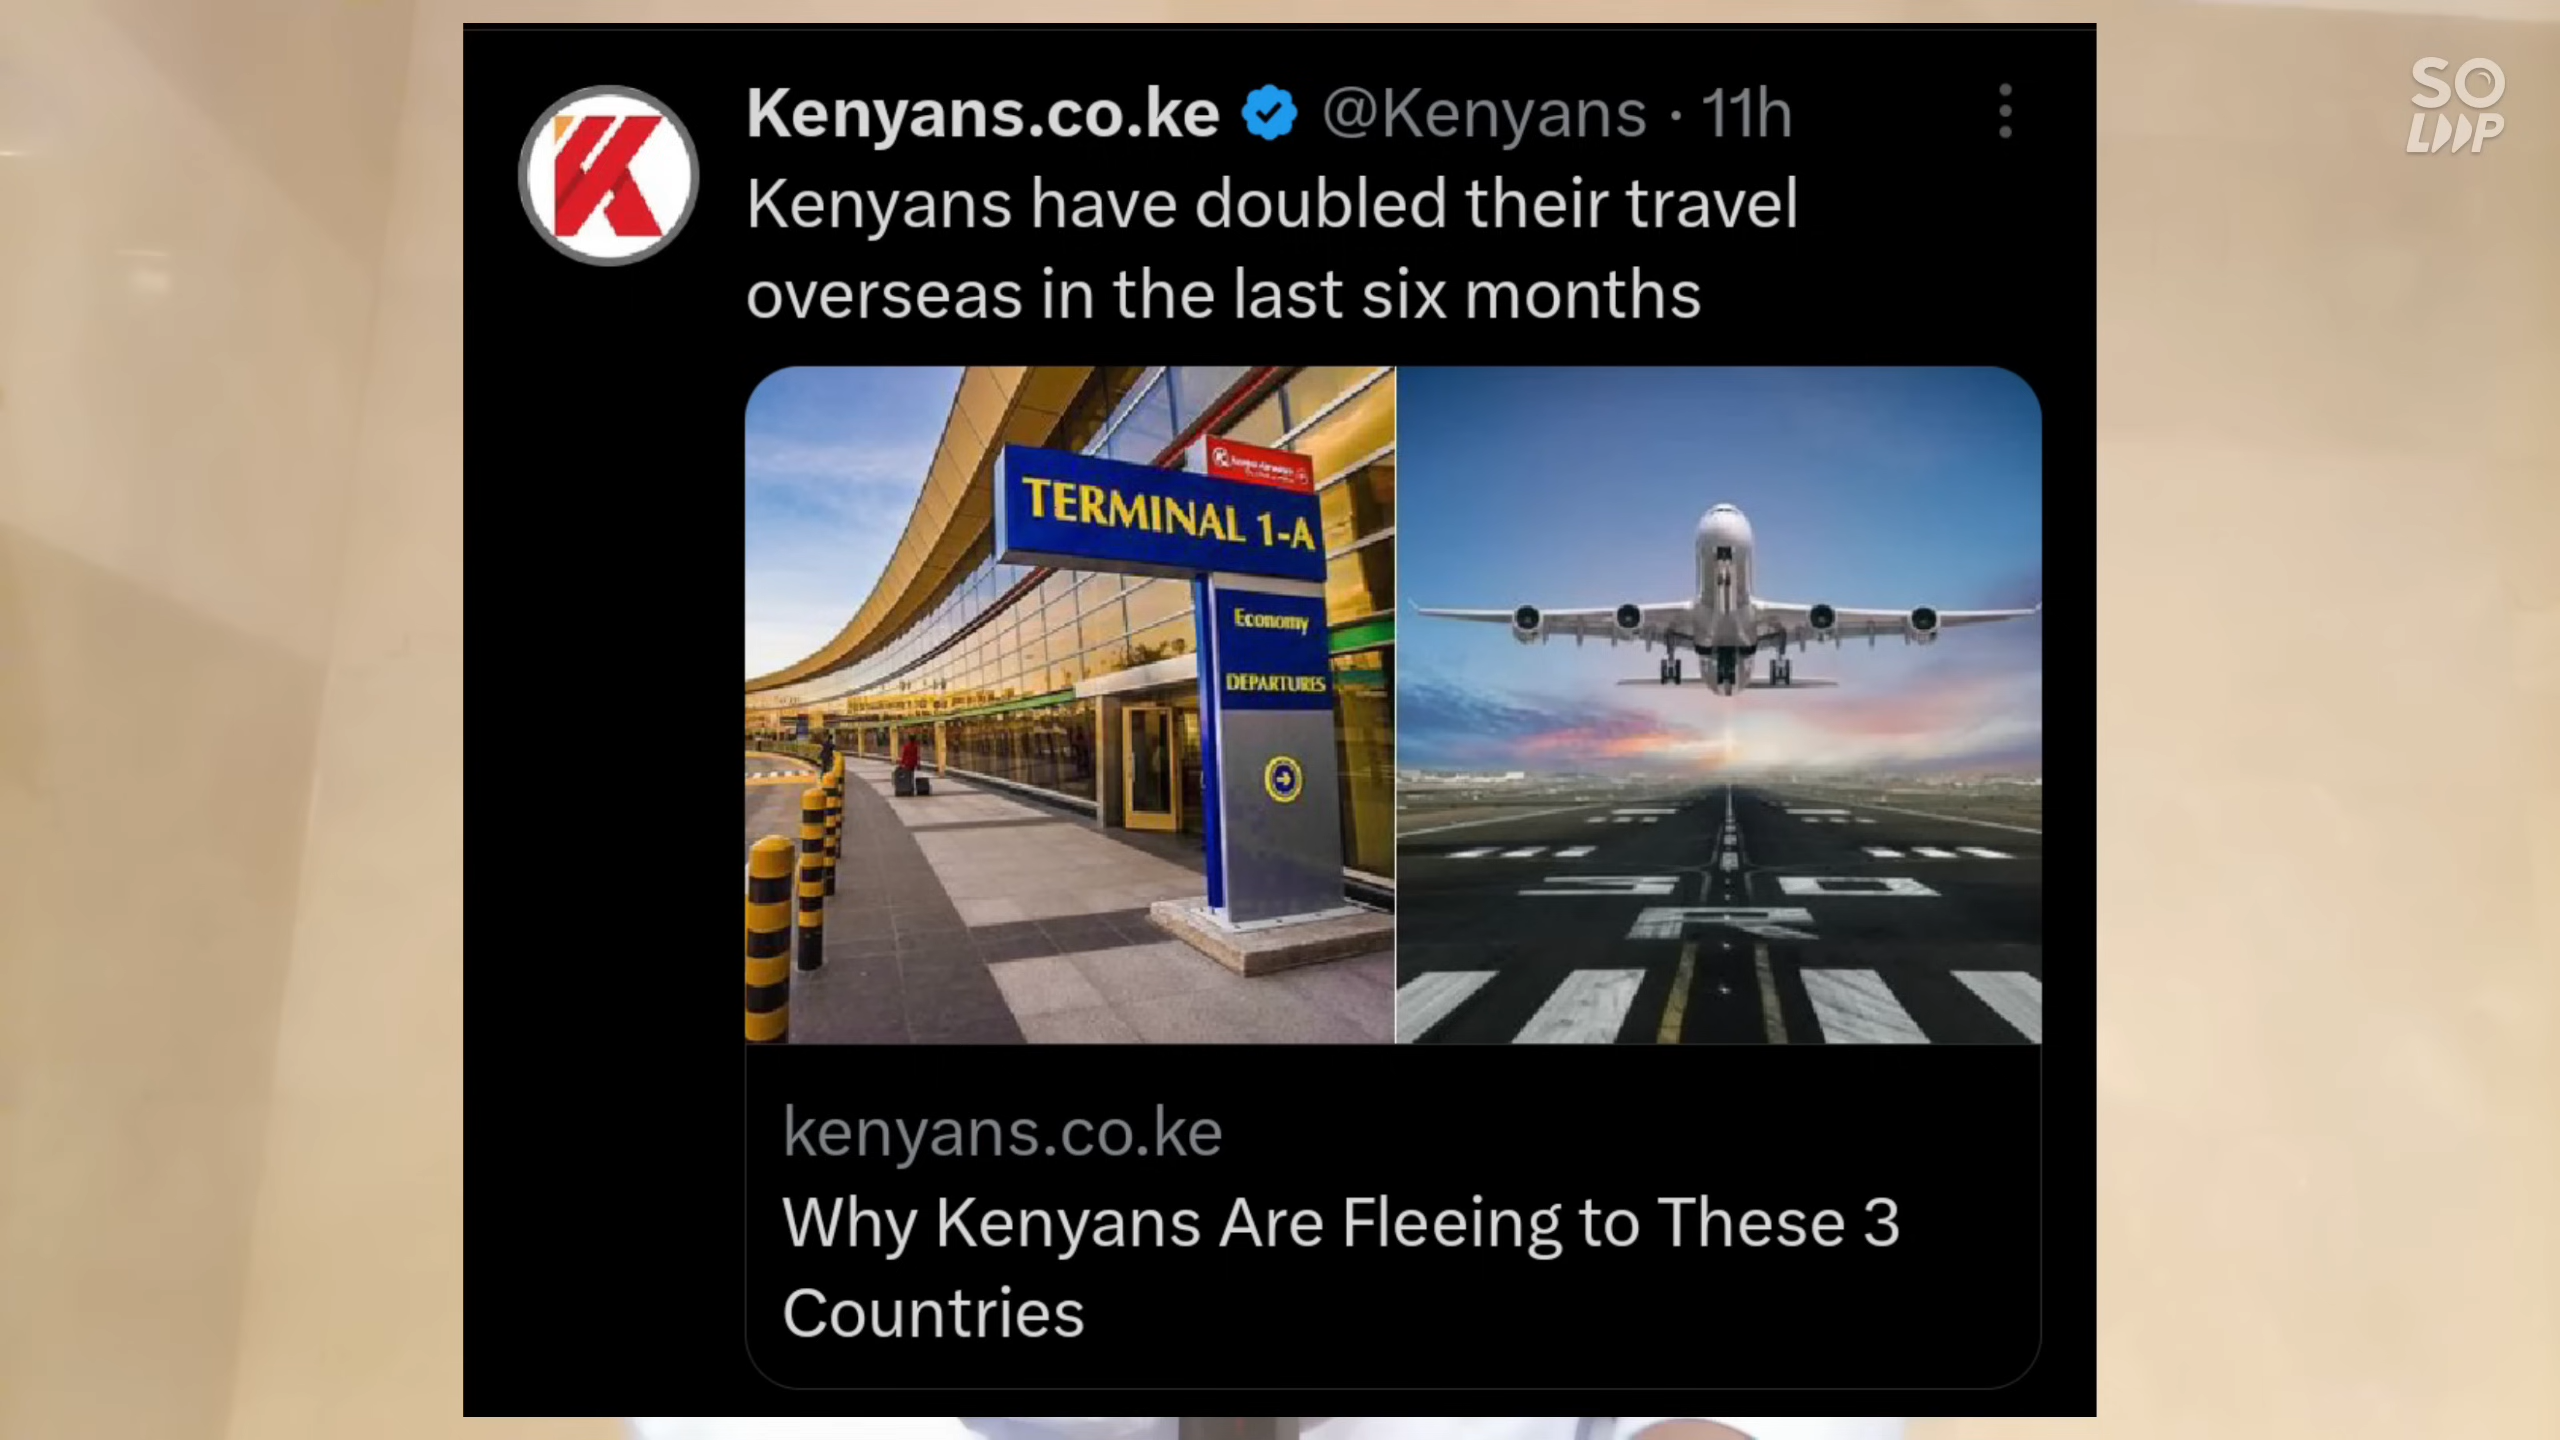 Kenyans.co.ke @Kenyans · 11h
Kenyans have doubled their travel
overseas in the last six months
TERMINAL 1-A
Economy
DEPARTURES
kenyans.co.ke
Why Kenyans Are Fleeing to These 3
Countries
SO
LOOP